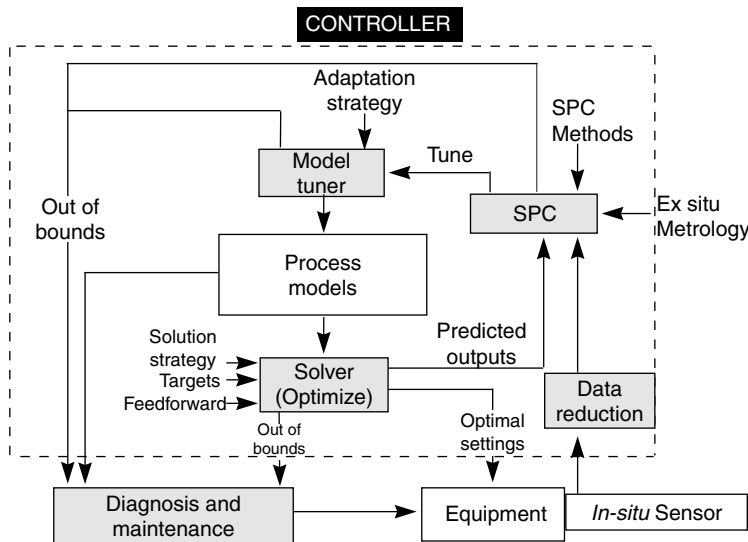 CONTROLLER
Adaptation
strategy
SPC
Methods
Model
tuner
Tune
SPC
Ex situ
Metrology
Out of
bounds
Process
models
Predicted
outputs
Solution
strategy
Targets
Feedforward
Solver
(Optimize)
Data
reduction
Out of
bounds
Optimal
settings
Diagnosis and
maintenance
Equipment
In-situ Sensor